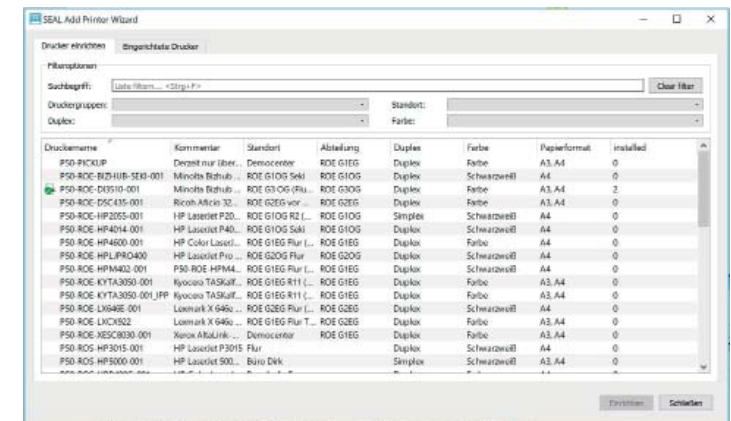 SEAL Add Printer Wizard
Drucker einrichten Eingerichtete Drucker
Filteroptionen
Suchbegriff: Liste filtern.... <Strg+F> Clear filter
Druckergruppen: Standort:
Duplex: Farbe:
Druckername Kommentar Standort Abteilung Duplex Farbe Papierformat installed
P50-PICKUP Derzeit nur über... Democenter ROE G1EG Duplex Farbe A3, A4 0
P50-ROE-BIZHUB-SEKI-001 Minolta Bizhub ... ROE G1OG Seki ROE G1OG Duplex Schwarzweiß A4 0
P50-ROE-DI3510-001 Minolta Bizhub ... ROE G3 OG (Flu... ROE G3OG Duplex Farbe A3, A4 2
P50-ROE-DSC435-001 Ricoh Aficio 32... ROE G2EG vor ... ROE G2EG Duplex Farbe A3, A4 0
P50-ROE-HP2055-001 HP LaserJet P20... ROE G1OG R2 (... ROE G1OG Simplex Schwarzweiß A4 0
P50-ROE-HP4014-001 HP LaserJet P40... ROE G1OG Seki ROE G1OG Duplex Schwarzweiß A4 0
P50-ROE-HP4600-001 HP Color LaserJ... ROE G1EG Flur (... ROE G1EG Duplex Farbe A4 0
P50-ROE-HPLJPRO400 HP LaserJet Pro ... ROE G2OG Flur ROE G2OG Duplex Schwarzweiß A4 0
P50-ROE-HPM402-001 P50-ROE-HPM4... ROE G1EG Flur (... ROE G1EG Duplex Schwarzweiß A4 0
P50-ROE-KYTA3050-001 Kyocera TASKalf... ROE G1EG R11 (... ROE G1EG Duplex Farbe A3, A4 0
P50-ROE-KYTA3050-001_IPP Kyocera TASKalf... ROE G1EG R11 (... ROE G1EG Duplex Farbe A3, A4 0
P50-ROE-LX646E-001 Lexmark X 646e ... ROE G2EG Flur (... ROE G2EG Duplex Schwarzweiß A4 0
P50-ROE-LXCX922 Lexmark X 646e ... ROE G1EG Flur T... ROE G2EG Duplex Farbe A3, A4 0
P50-ROE-XESC8030-001 Xerox AltaLink-... Democenter ROE G1EG Duplex Farbe A3, A4 0
P50-ROS-HP3015-001 HP LaserJet P3015 Flur Duplex Schwarzweiß A4 0
P50-ROS-HP5000-001 HP LaserJet 500... Büro Dirk Simplex Schwarzweiß A3, A4 0
Einrichten Schließen